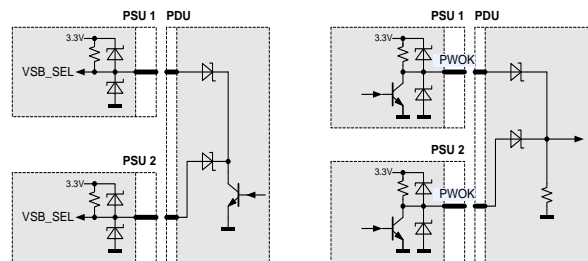 PSU 1 PDU
3.3V
VSB_SEL
PSU 2
3.3V
VSB_SEL
PSU 1 PDU
3.3V
PWOK
PSU 2
3.3V
PWOK